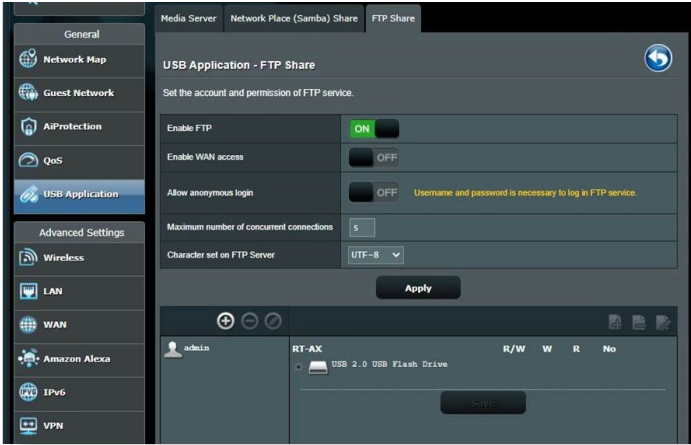 Media Server Network Place (Samba) Share FTP Share
General
Network Map
Guest Network
AiProtection
QoS
USB Application
Advanced Settings
Wireless
LAN
WAN
Amazon Alexa
IPv6
VPN
USB Application - FTP Share
Set the account and permission of FTP service.
Enable FTP ON
Enable WAN access OFF
Allow anonymous login OFF Username and password is necessary to log in FTP service.
Maximum number of concurrent connections 5
Character set on FTP Server UTF-8
Apply
admin
RT-AX R/W W R No
USB 2.0 USB Flash Drive
Save